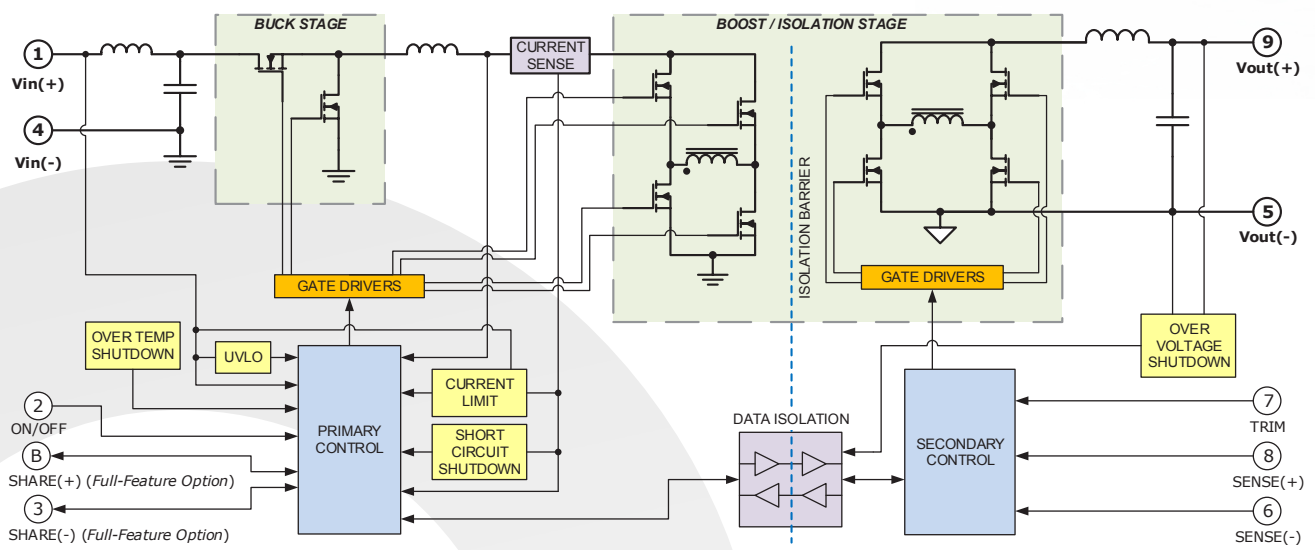 BUCK STAGE
BOOST / ISOLATION STAGE
1
Vin(+)
CURRENT
SENSE
9
Vout(+)
4
Vin(-)
ISOLATION BARRIER
5
Vout(-)
GATE DRIVERS
GATE DRIVERS
OVER TEMP
SHUTDOWN
UVLO
CURRENT
LIMIT
OVER
VOLTAGE
SHUTDOWN
2
ON/OFF
PRIMARY
CONTROL
SHORT
CIRCUIT
SHUTDOWN
DATA ISOLATION
SECONDARY
CONTROL
7
TRIM
B
SHARE(+) (Full-Feature Option)
8
SENSE(+)
3
SHARE(-) (Full-Feature Option)
6
SENSE(-)